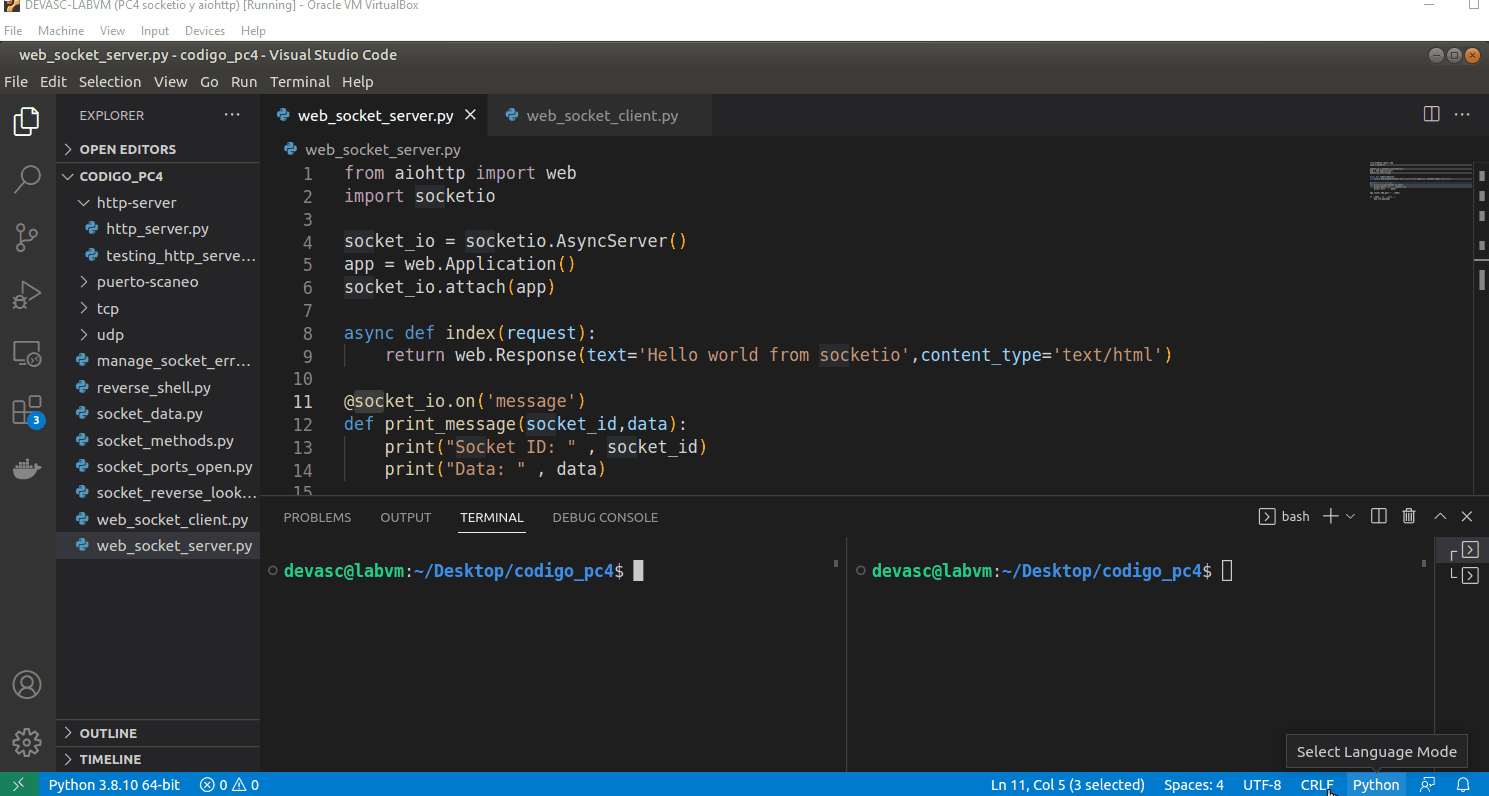 DEVASC-LABVM (PC4 socketio y aiohttp) [Running] - Oracle VM VirtualBox
File Machine View Input Devices Help
web_socket_server.py - codigo_pc4 - Visual Studio Code
File Edit Selection View Go Run Terminal Help
EXPLORER
OPEN EDITORS
CODIGO_PC4
http-server
http_server.py
testing_http_serve...
puerto-scaneo
tcp
udp
manage_socket_err...
reverse_shell.py
socket_data.py
socket_methods.py
socket_ports_open.py
socket_reverse_look...
web_socket_client.py
web_socket_server.py
OUTLINE
TIMELINE
3
web_socket_server.py web_socket_client.py
web_socket_server.py
1 from aiohttp import web
2 import socketio
3
4 socket_io = socketio.AsyncServer()
5 app = web.Application()
6 socket_io.attach(app)
7
8 async def index(request):
9 return web.Response(text='Hello world from socketio',content_type='text/html')
10
11 @socket_io.on('message')
12 def print_message(socket_id,data):
13 print("Socket ID: " , socket_id)
14 print("Data: " , data)
15
PROBLEMS OUTPUT TERMINAL DEBUG CONSOLE bash
devasc@labvm:~/Desktop/codigo_pc4$
devasc@labvm:~/Desktop/codigo_pc4$
Select Language Mode
Python 3.8.10 64-bit 0 0 Ln 11, Col 5 (3 selected) Spaces: 4 UTF-8 CRLF Python